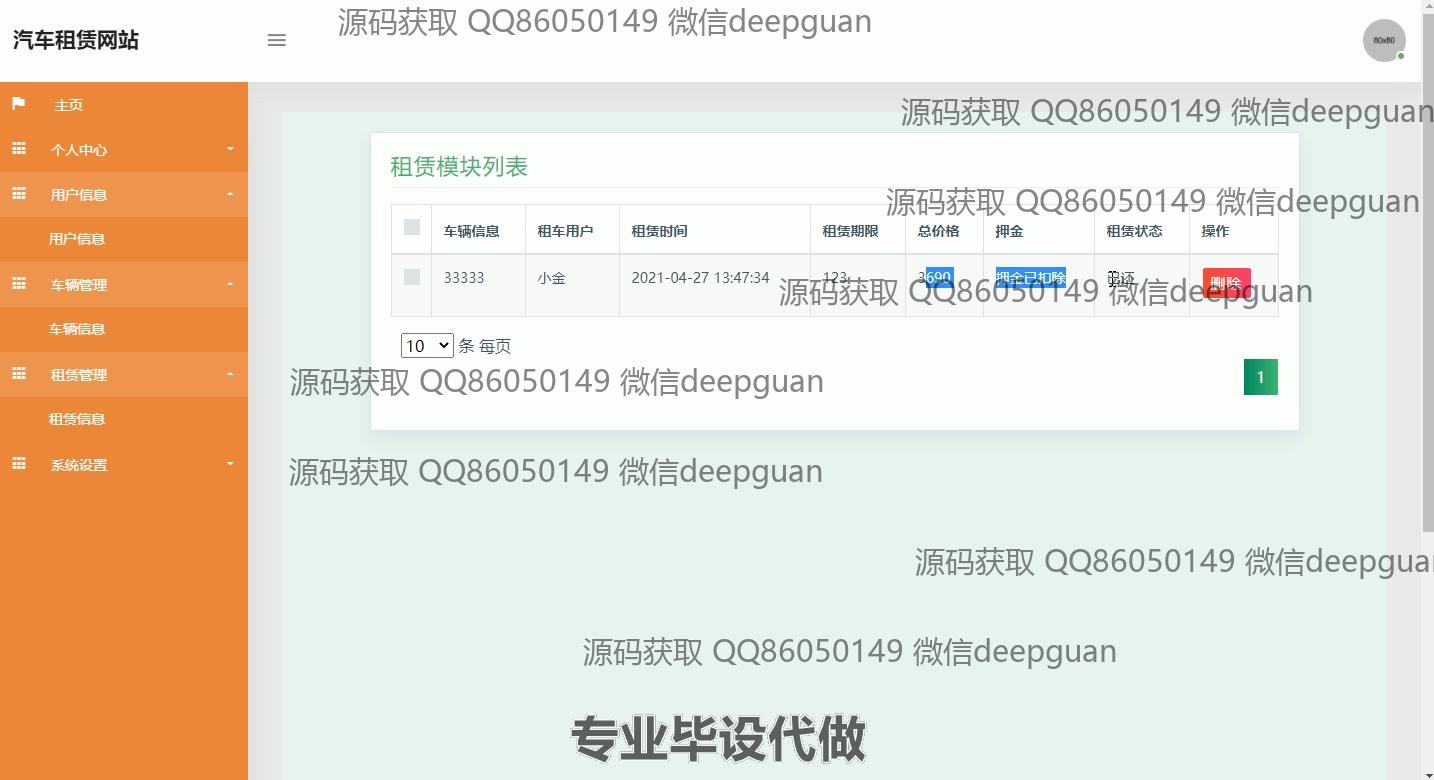 源码获取 QQ86050149 微信deepguan
汽车租赁网站
80x80
主页
源码获取 QQ86050149 微信deepguan
个人中心
租赁模块列表
用户信息
源码获取 QQ86050149 微信deepguan
车辆信息 租车用户 租赁时间 租赁期限 总价格 押金 租赁状态 操作
用户信息
33333 小金 2021-04-27 13:47:34 123 3690 押金已扣除 已还 删除
车辆管理
源码获取 QQ86050149 微信deepguan
车辆信息
10 条 每页
租赁管理
1
源码获取 QQ86050149 微信deepguan
租赁信息
系统设置
源码获取 QQ86050149 微信deepguan
源码获取 QQ86050149 微信deepgua
源码获取 QQ86050149 微信deepguan
专业毕设代做